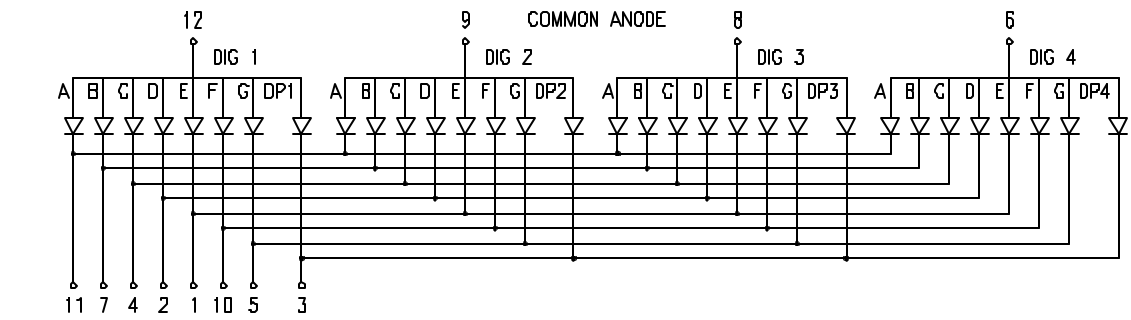 12 9 COMMON ANODE 8 6
DIG 1 DIG 2 DIG 3 DIG 4
A B C D E F G DP1 A B C D E F G DP2 A B C D E F G DP3 A B C D E F G DP4
11 7 4 2 1 10 5 3